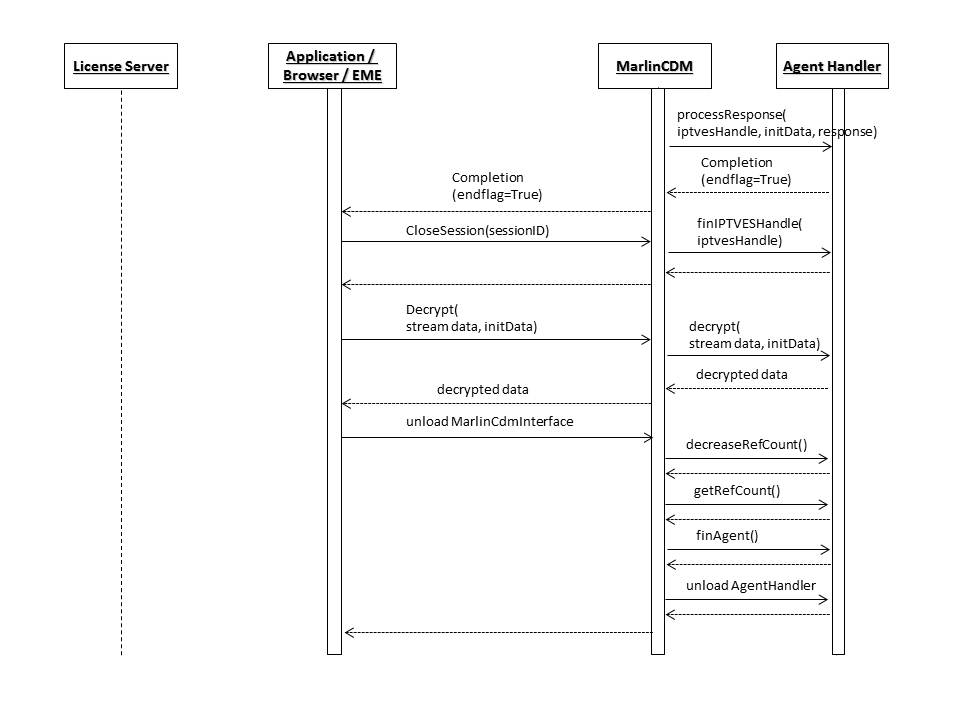 License Server
Application /
Browser / EME
MarlinCDM
Agent Handler
processResponse(
iptvesHandle, initData, response)
Completion
(endflag=True)
Completion
(endflag=True)
CloseSession(sessionID)
finIPTVESHandle(
iptvesHandle)
Decrypt(
stream data, initData)
decrypt(
stream data, initData)
decrypted data
decrypted data
unload MarlinCdmInterface
decreaseRefCount()
getRefCount()
finAgent()
unload AgentHandler